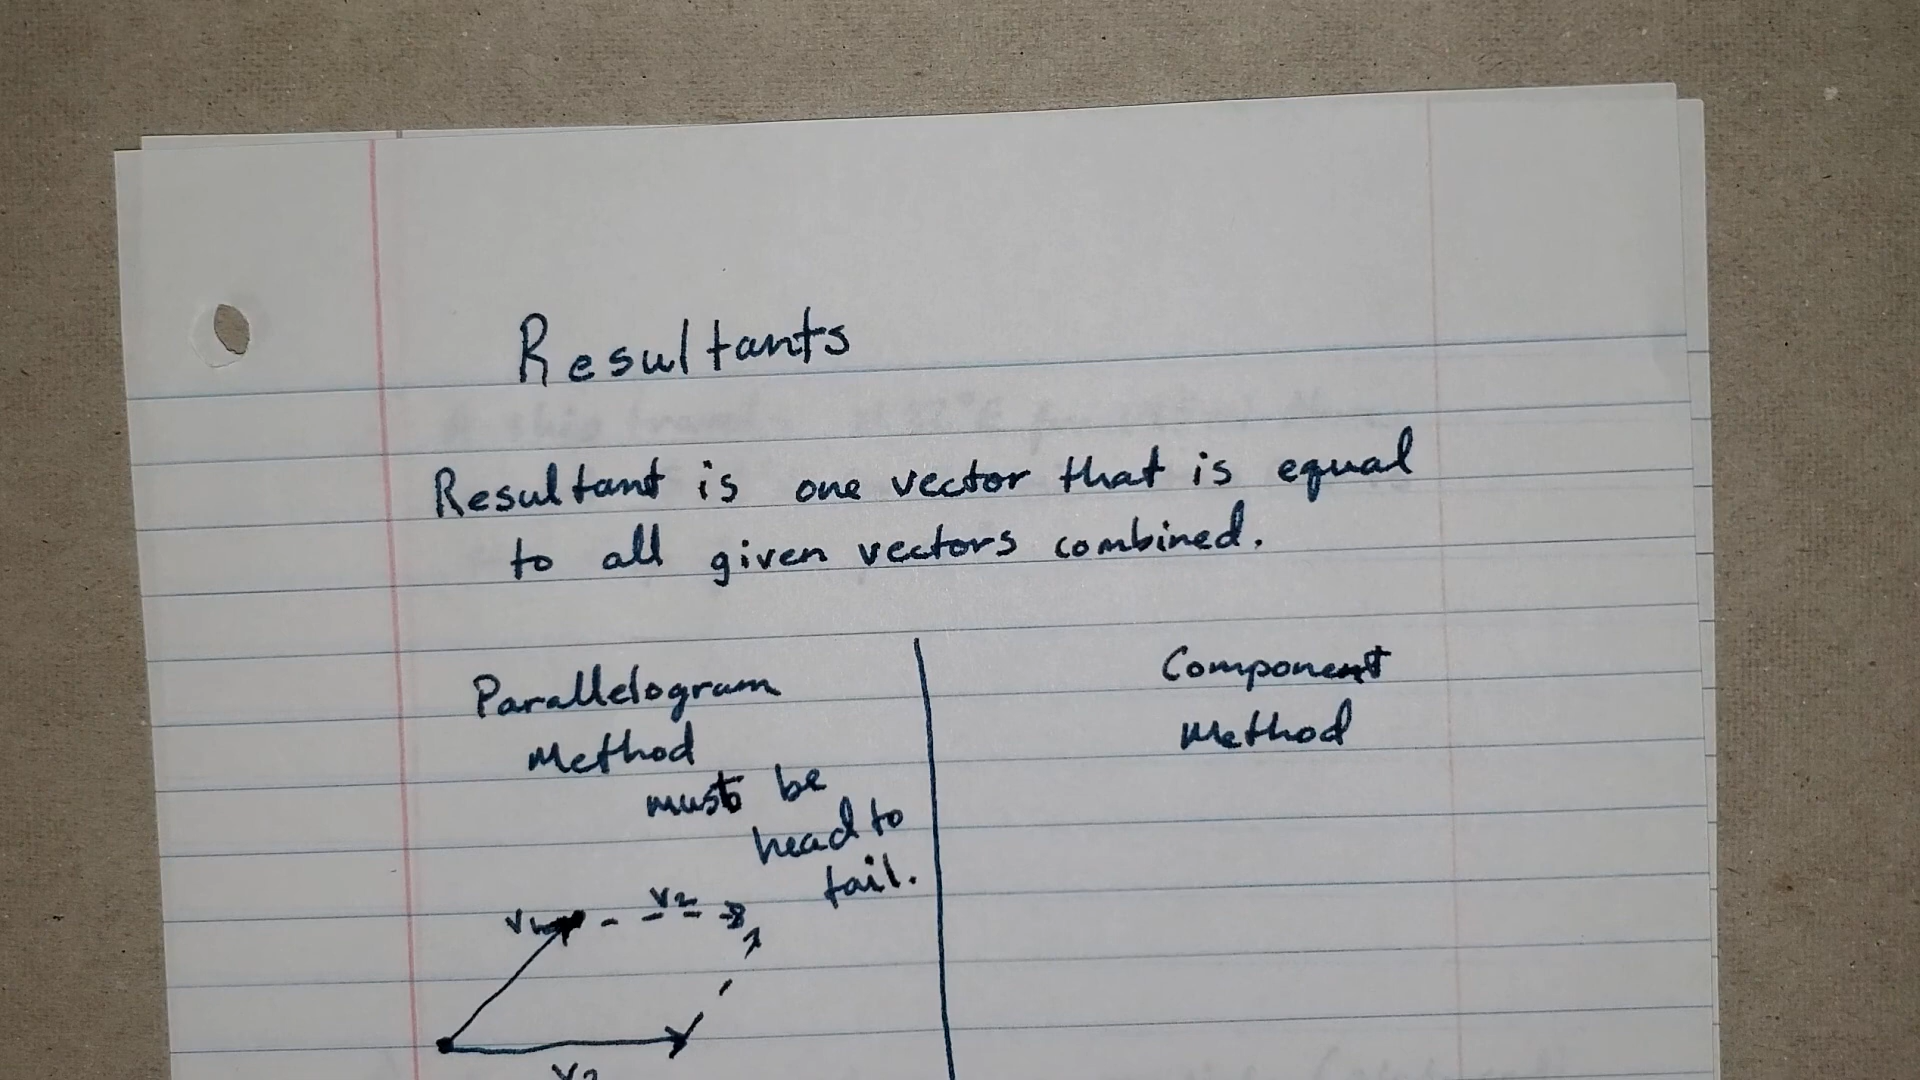 Resultants
Resultant is one vector that is equal
to all given vectors combined.
Parallelogram
Method
must be
head to
tail.
V2
V2
Component
Method